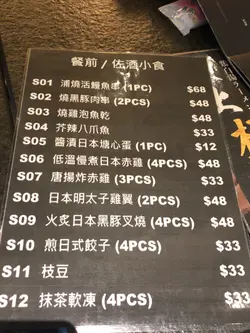 餐前 / 佐酒小食
S01 浦燒活鰻魚串 (1PC) $68
S02 燒黑豚肉串 (2PCS) $48
S03 燒雞泡魚乾 $48
S04 芥辣八爪魚 $33
S05 醬漬日本塘心蛋 (1PC) $12
S06 低溫慢煮日本赤雞 (4PCS) $48
S07 唐揚炸赤雞 (3PCS) $33
S08 日本明太子雞翼 (2PCS) $48
S09 火炙日本黑豚叉燒 (4PCS) $48
S10 煎日式餃子 (4PCS) $33
S11 枝豆 $33
S12 抹茶軟凍 (4PCS) $33